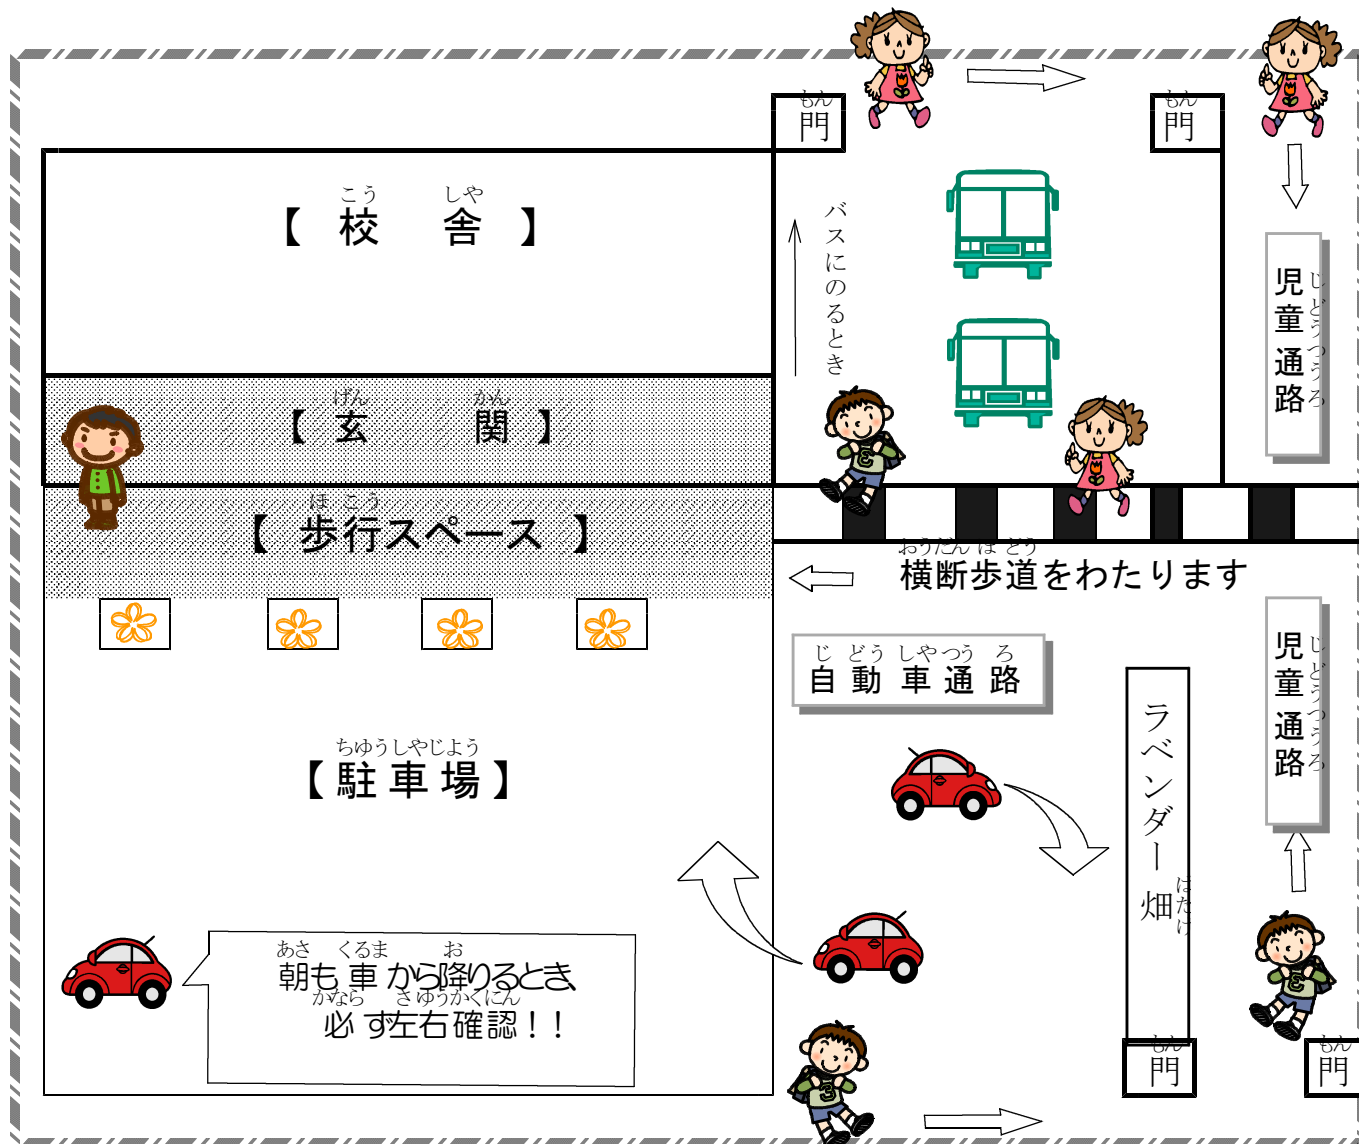 もん
門
もん
門
こう しや
【 校 舎 】
バスにのるとき
じどうつうろ
児童通路
げん かん
【 玄 関 】
ほ こう
【 歩行スペース 】
おうだん ほ どう
横断歩道をわたります
じ どう しや つう ろ
自動車通路
じどうつうろ
児童通路
ちゆうしやじよう
【 駐車場 】
はたけ
ラベンダー畑
あさ くるま お
朝も車から降りるとき、
かなら さゆうかくにん
必ず左右確認！！
もん
門
もん
門